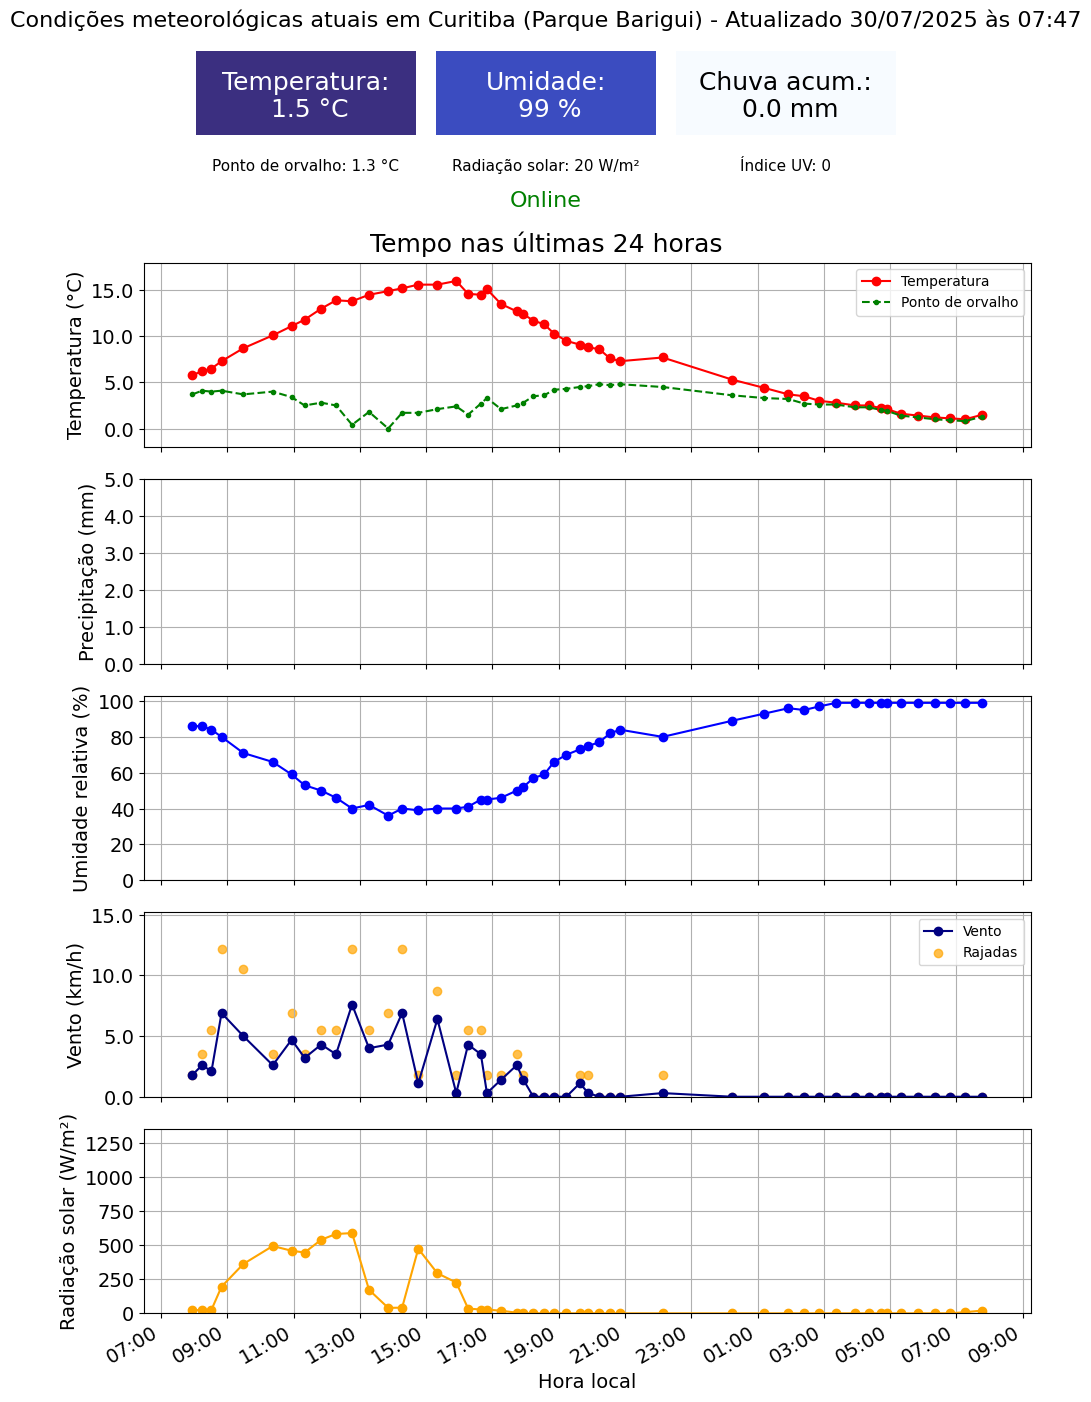 Condições meteorológicas atuais em Curitiba (Parque Barigui) - Atualizado 30/07/2025 às 07:47
Temperatura:
1.5 °C
Umidade:
99 %
Chuva acum.:
0.0 mm
Ponto de orvalho: 1.3 °C
Radiação solar: 20 W/m²
Índice UV: 0
Online
Tempo nas últimas 24 horas
Temperatura (°C)
15.0
10.0
5.0
0.0
Temperatura
Ponto de orvalho
Precipitação (mm)
5.0
4.0
3.0
2.0
1.0
0.0
Umidade relativa (%)
100
80
60
40
20
0
Vento (km/h)
15.0
10.0
5.0
0.0
Vento
Rajadas
Radiação solar (W/m²)
1250
1000
750
500
250
0
07:00 09:00 11:00 13:00 15:00 17:00 19:00 21:00 23:00 01:00 03:00 05:00 07:00 09:00
Hora local